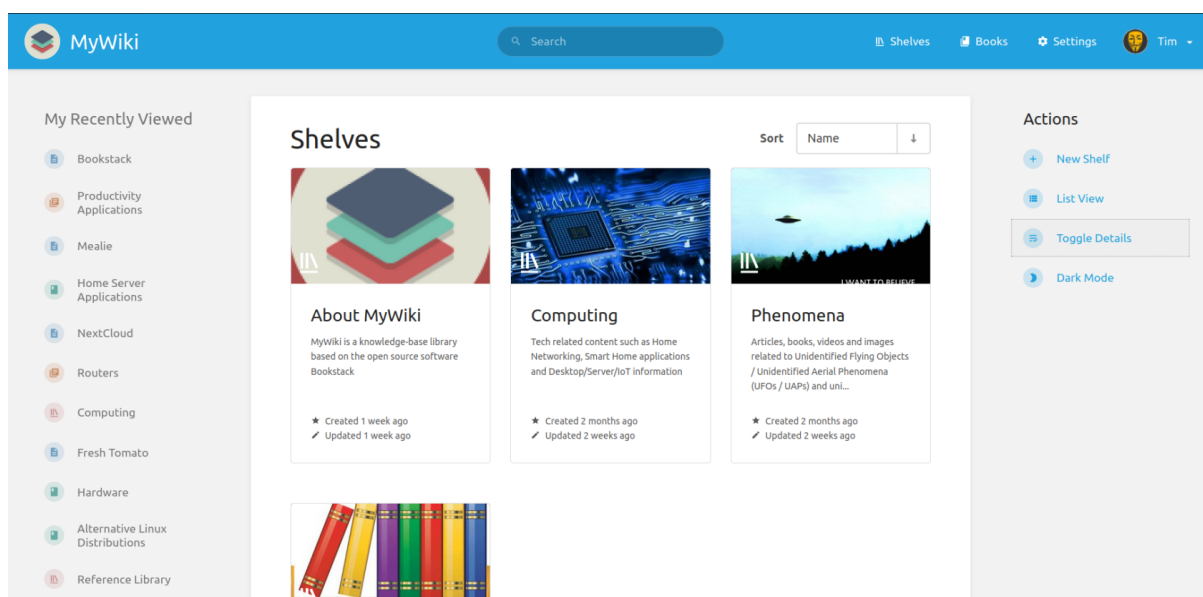 MyWiki
Search
Shelves
Books
Settings
Tim
My Recently Viewed
Bookstack
Productivity
Applications
Mealie
Home Server
Applications
NextCloud
Routers
Computing
Fresh Tomato
Hardware
Alternative Linux
Distributions
Reference Library
Shelves
Sort
Name
About MyWiki
MyWiki is a knowledge-base library
based on the open source software
Bookstack
Created 1 week ago
Updated 1 week ago
Computing
Tech related content such as Home
Networking, Smart Home applications
and Desktop/Server/IoT information
Created 2 months ago
Updated 2 weeks ago
I WANT TO BELIEVE
Phenomena
Articles, books, videos and images
related to Unidentified Flying Objects
/ Unidentified Aerial Phenomena
(UFOs / UAPs) and uni...
Created 2 months ago
Updated 2 weeks ago
Actions
New Shelf
List View
Toggle Details
Dark Mode